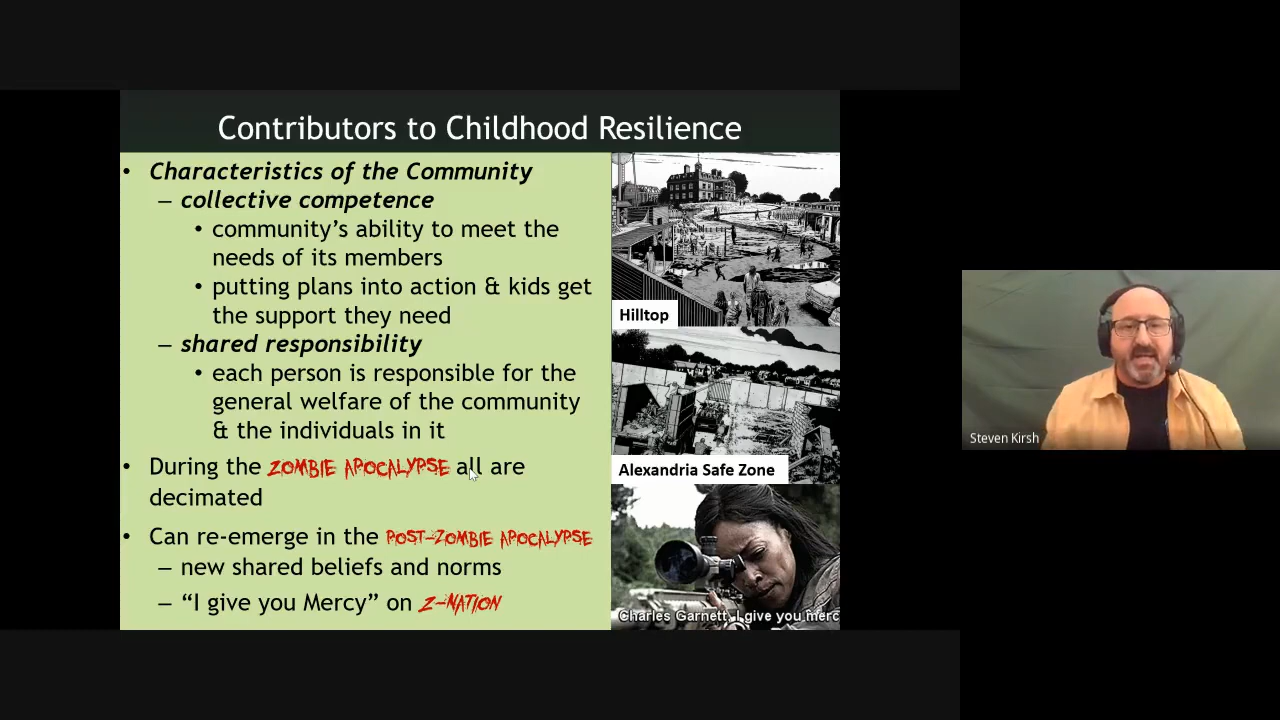 Contributors to Childhood Resilience
• Characteristics of the Community
– collective competence
• community’s ability to meet the
needs of its members
• putting plans into action & kids get
the support they need
– shared responsibility
• each person is responsible for the
general welfare of the community
& the individuals in it
• During the ZOMBIE APOCALYPSE all are
decimated
• Can re-emerge in the POST-ZOMBIE APOCALYPSE
– new shared beliefs and norms
– “I give you Mercy” on Z-NATION
Hilltop
Alexandria Safe Zone
Charles Garnett, I give you merc
Steven Kirsh